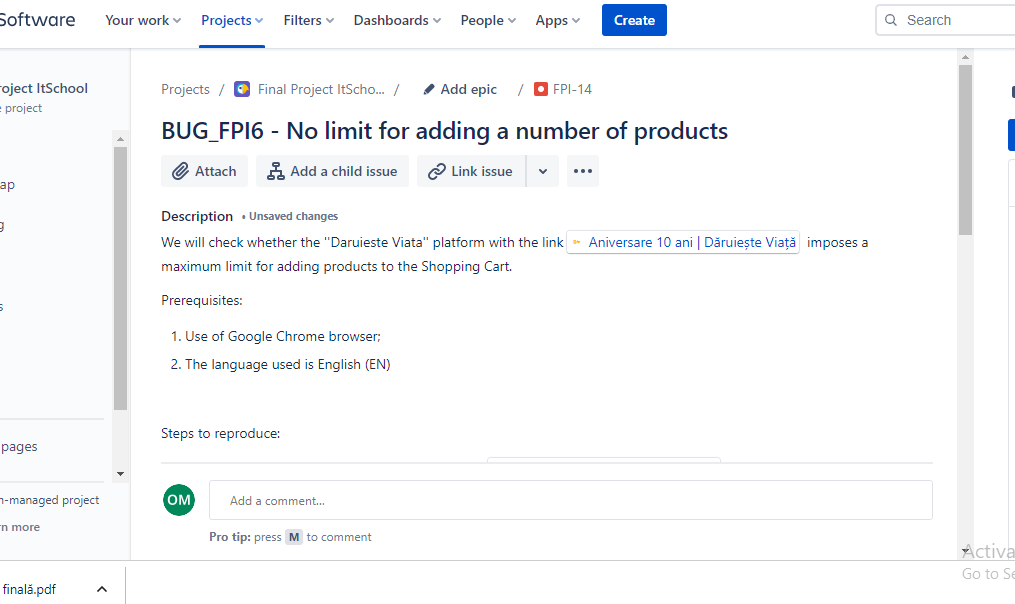 Software Your work Projects Filters Dashboards People Apps Create Search
roject ItSchool
e project
ap
g
s
pages
n-managed project
rn more
Projects / Final Project ItScho... / Add epic / FPI-14
BUG_FPI6 - No limit for adding a number of products
Attach Add a child issue Link issue
Description • Unsaved changes
We will check whether the "Daruieste Viata" platform with the link Aniversare 10 ani | Dăruiește Viață imposes a
maximum limit for adding products to the Shopping Cart.
Prerequisites:
1. Use of Google Chrome browser;
2. The language used is English (EN)
Steps to reproduce:
OM Add a comment...
Pro tip: press M to comment
Activa
Go to Se
finală.pdf